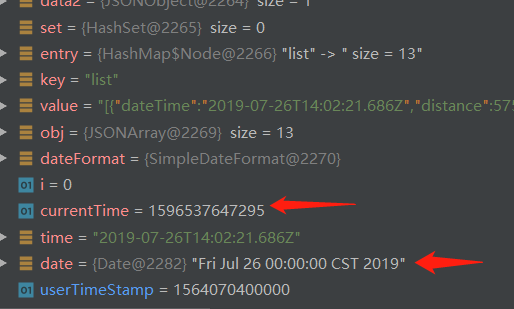 data2 = {JSONObject@2264} size = 1
set = {HashSet@2265} size = 0
entry = {HashMap$Node@2266} "list" -> " size = 13"
key = "list"
value = "[{"dateTime":"2019-07-26T14:02:21.686Z","distance":575
obj = {JSONArray@2269} size = 13
dateFormat = {SimpleDateFormat@2270}
01 i = 0
01 currentTime = 1596537647295
time = "2019-07-26T14:02:21.686Z"
date = {Date@2282} "Fri Jul 26 00:00:00 CST 2019"
01 userTimeStamp = 1564070400000